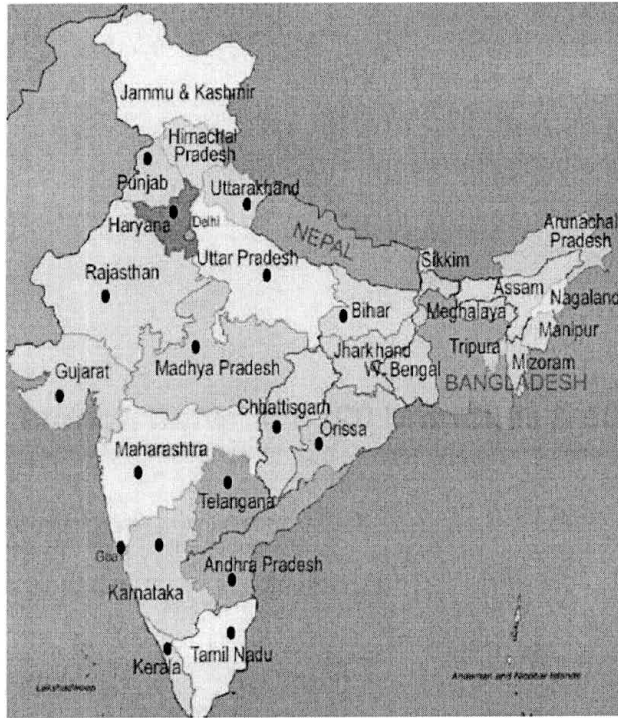 Jammu & Kashmir
Himachal
Pradesh
Punjab
Uttarakhand
Haryana
Delhi
NEPAL
Arunachal
Pradesh
Sikkim
Uttar Pradesh
Rajasthan
Assam
Nagaland
Bihar
Meghalaya
Manipur
Jharkhand
Tripura
Mizoram
Gujarat
Madhya Pradesh
W. Bengal
BANGLADESH
Chhattisgarh
Orissa
Maharashtra
Telangana
Goa
Andhra Pradesh
Karnataka
Kerala
Tamil Nadu
Lakshadweep
Andaman and Nicobar Islands